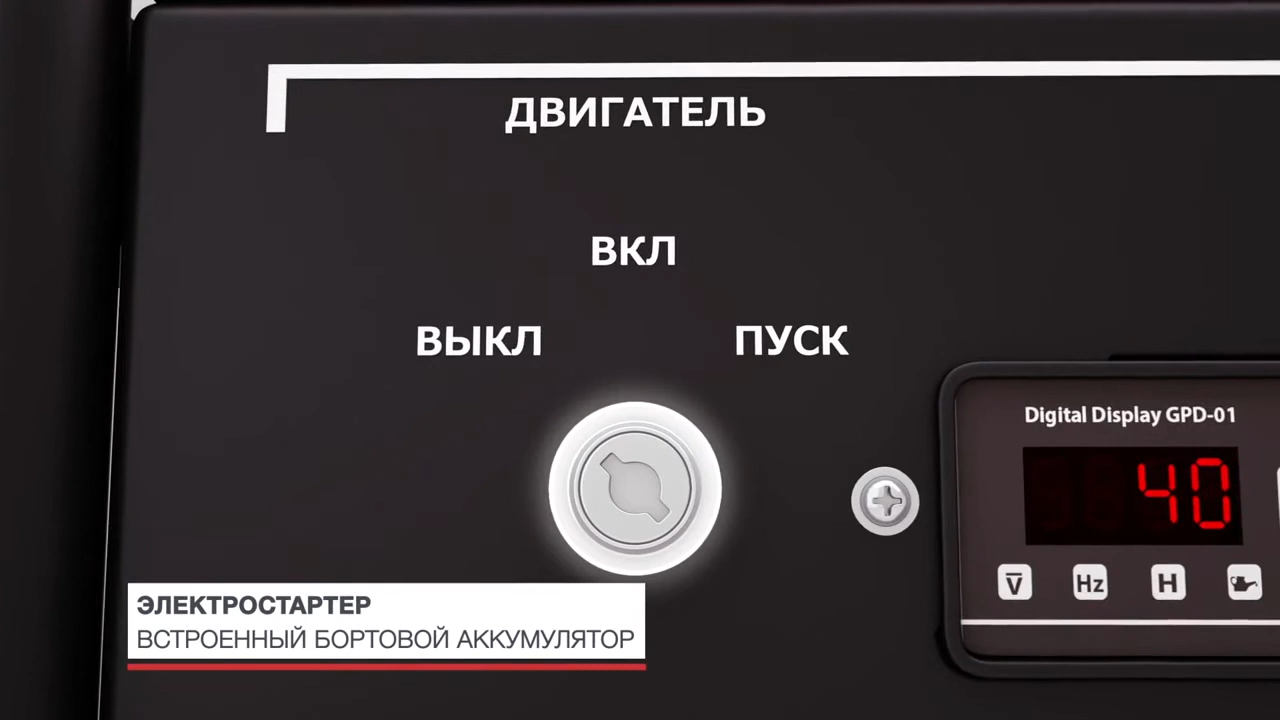 ДВИГАТЕЛЬ
ВКЛ
ВЫКЛ
ПУСК
Digital Display GPD-01
40
V
Hz
H
ЭЛЕКТРОСТАРТЕР
ВСТРОЕННЫЙ БОРТОВОЙ АККУМУЛЯТОР